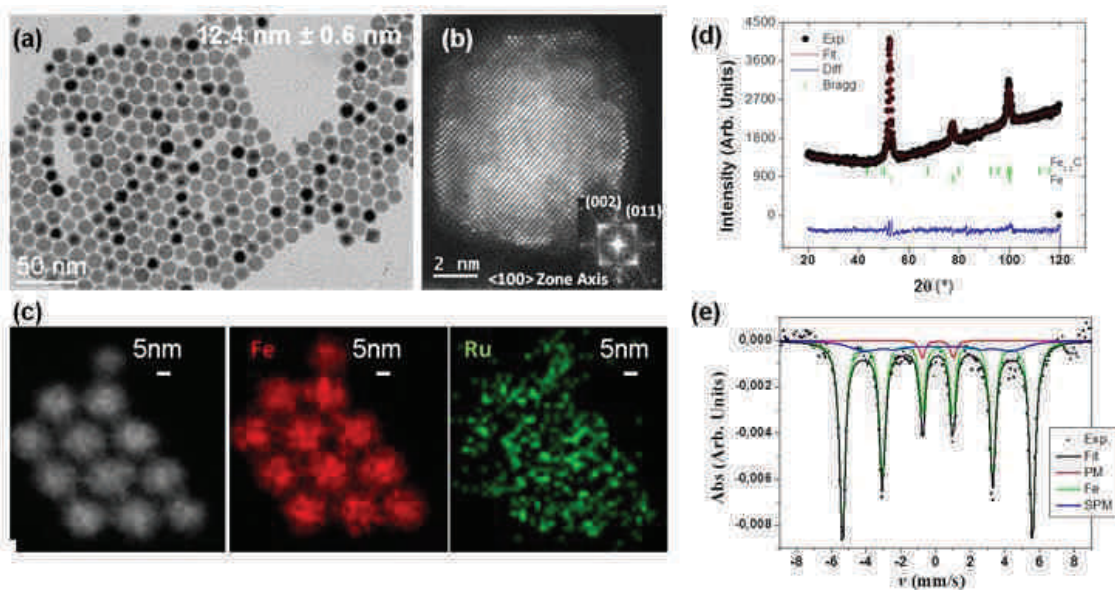 (a)
12.4 nm ± 0.6 nm
50 nm
(b)
(002)
(011)
2 nm
<100> Zone Axis
(c)
5nm
Fe
5nm
Ru
5nm
(d)
4500
3600
2700
1800
900
0
Intensity (Arb. Units)
Exp.
Fit.
Diff
Bragg
Fe
20
40
60
80
100
120
2θ (°)
(e)
0,000
-0,002
-0,004
-0,006
-0,008
Abs (Arb. Units)
Exp.
Fit
PM
Fe
SPM
-8
-6
-4
-2
0
2
4
6
8
v (mm/s)